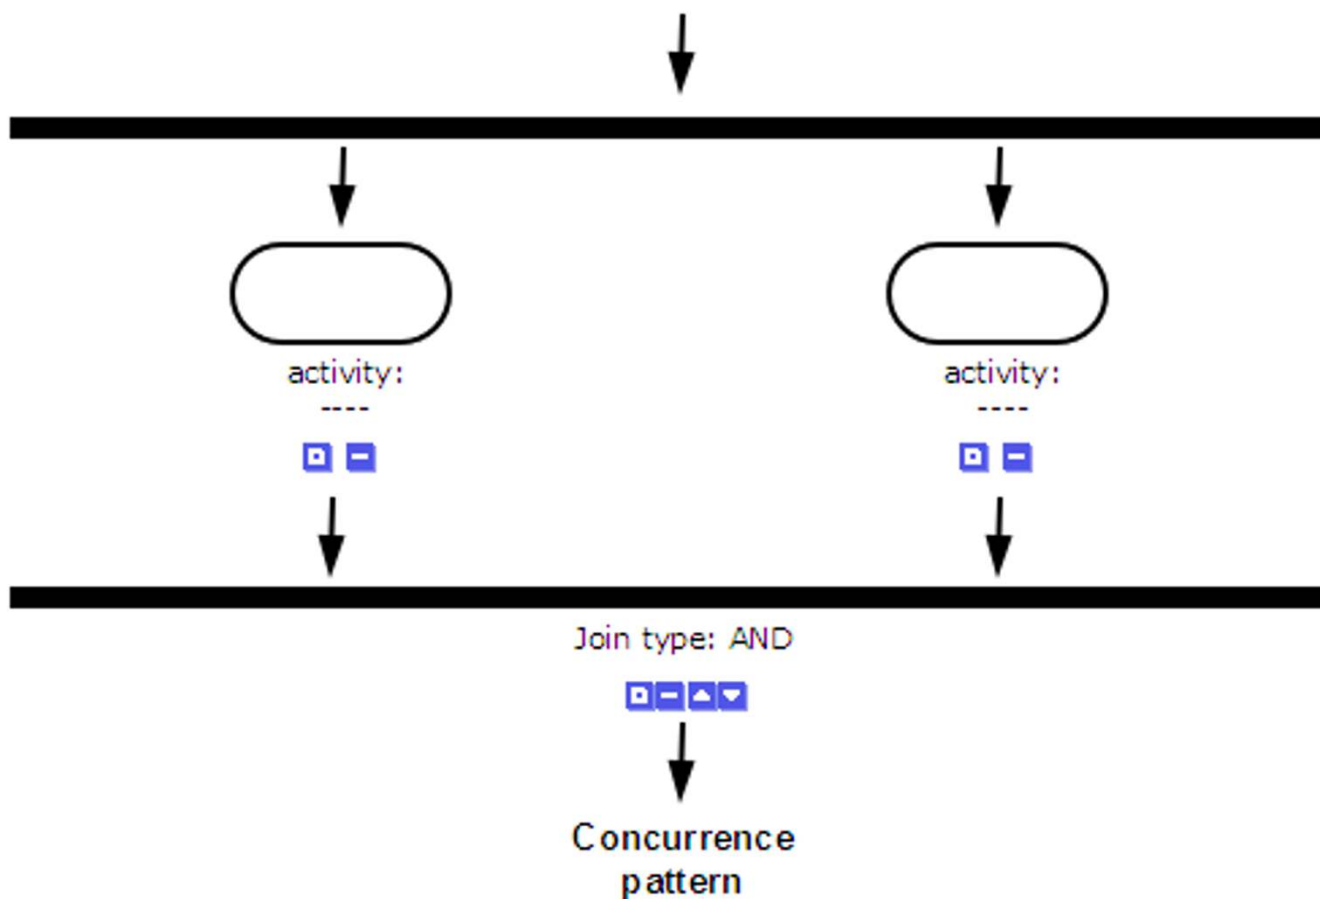 activity:
----
activity:
----
Join type: AND
Concurrence
pattern